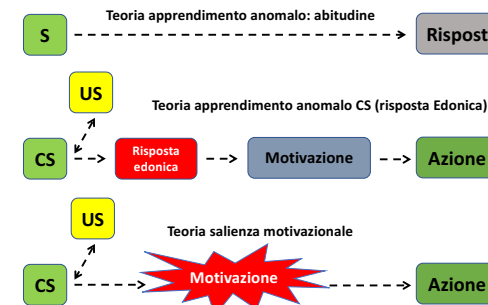 Teoria apprendimento anomalo: abitudine
S
Rispost
US
Teoria apprendimento anomalo CS (risposta Edonica)
CS
Risposta
edonica
Motivazione
Azione
US
Teoria salienza motivazionale
CS
Motivazione
Azione